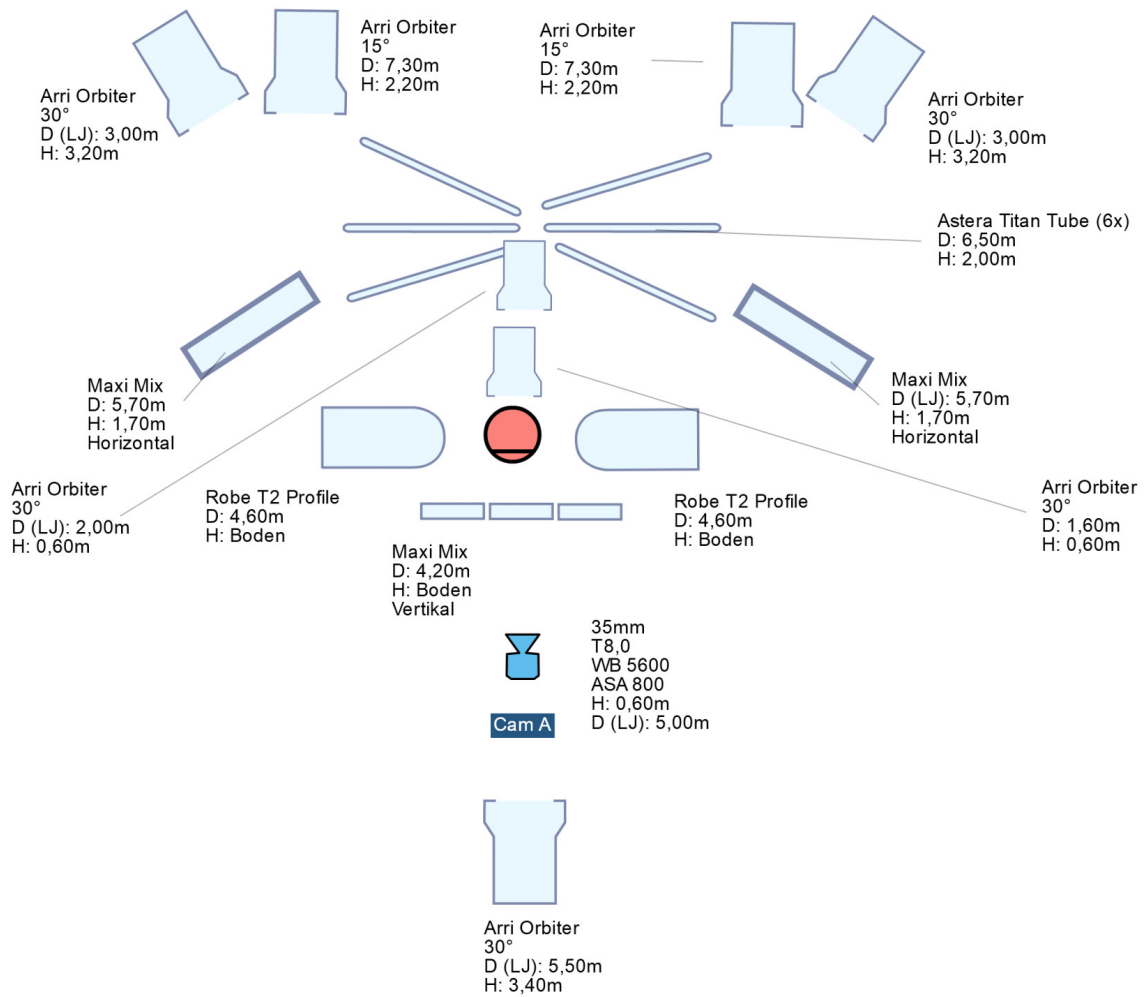 Arri Orbiter
15°
D: 7,30m
H: 2,20m
Arri Orbiter
15°
D: 7,30m
H: 2,20m
Arri Orbiter
30°
D (LJ): 3,00m
H: 3,20m
Arri Orbiter
30°
D (LJ): 3,00m
H: 3,20m
Astera Titan Tube (6x)
D: 6,50m
H: 2,00m
Maxi Mix
D: 5,70m
H: 1,70m
Horizontal
Maxi Mix
D (LJ): 5,70m
H: 1,70m
Horizontal
Arri Orbiter
30°
D (LJ): 2,00m
H: 0,60m
Robe T2 Profile
D: 4,60m
H: Boden
Robe T2 Profile
D: 4,60m
H: Boden
Arri Orbiter
30°
D: 1,60m
H: 0,60m
Maxi Mix
D: 4,20m
H: Boden
Vertikal
35mm
T8,0
WB 5600
ASA 800
H: 0,60m
D (LJ): 5,00m
Cam A
Arri Orbiter
30°
D (LJ): 5,50m
H: 3,40m